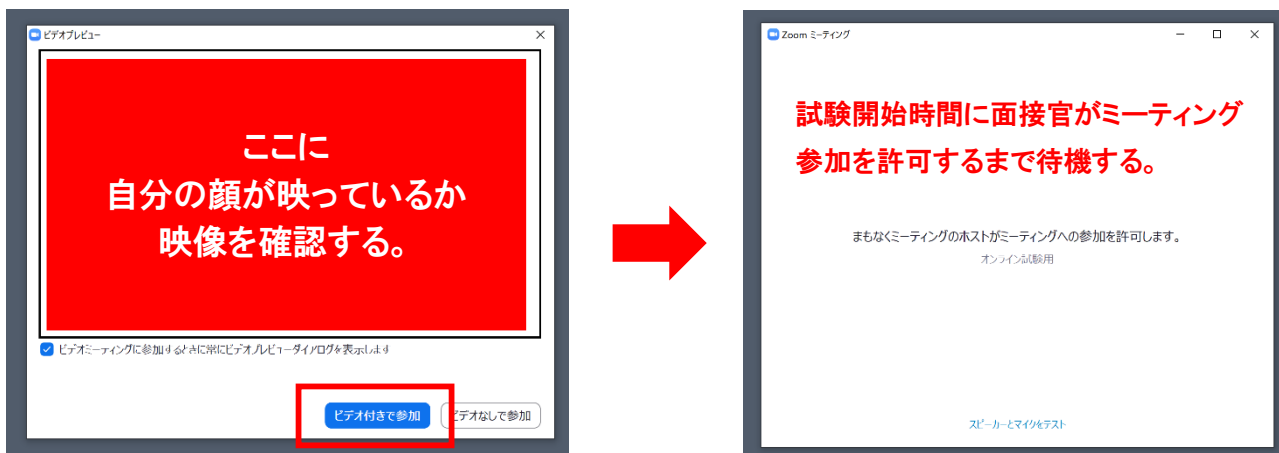 ビデオプレビュー
ここに
自分の顔が映っているか
映像を確認する。
ビデオミーティングに参加するときに常にビデオプレビューダイアログを表示します
ビデオ付きで参加
ビデオなしで参加
Zoom ミーティング
試験開始時間に面接官がミーティング
参加を許可するまで待機する。
まもなくミーティングのホストがミーティングへの参加を許可します。
オンライン試験用
スピーカーとマイクをテスト